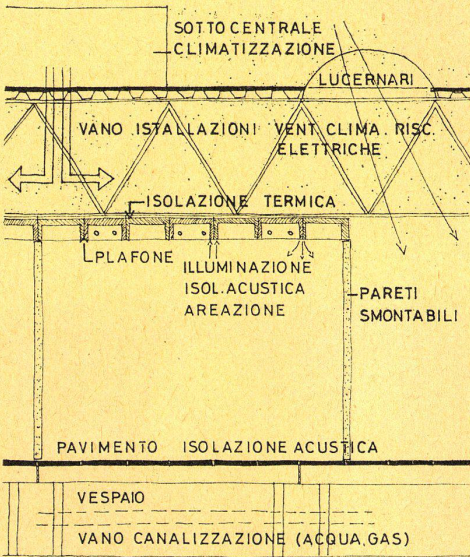 SOTTO CENTRALE
CLIMATIZZAZIONE
LUCERNARI
VANO ISTALLAZIONI VENT. CLIMA. RISC.
ELETTRICHE
ISOLAZIONE TERMICA
PLAFONE
ILLUMINAZIONE
ISOL. ACUSTICA
AREAZIONE
PARETI
SMONTABILI
PAVIMENTO ISOLAZIONE ACUSTICA
VESPAIO
VANO CANALIZZAZIONE (ACQUA, GAS)